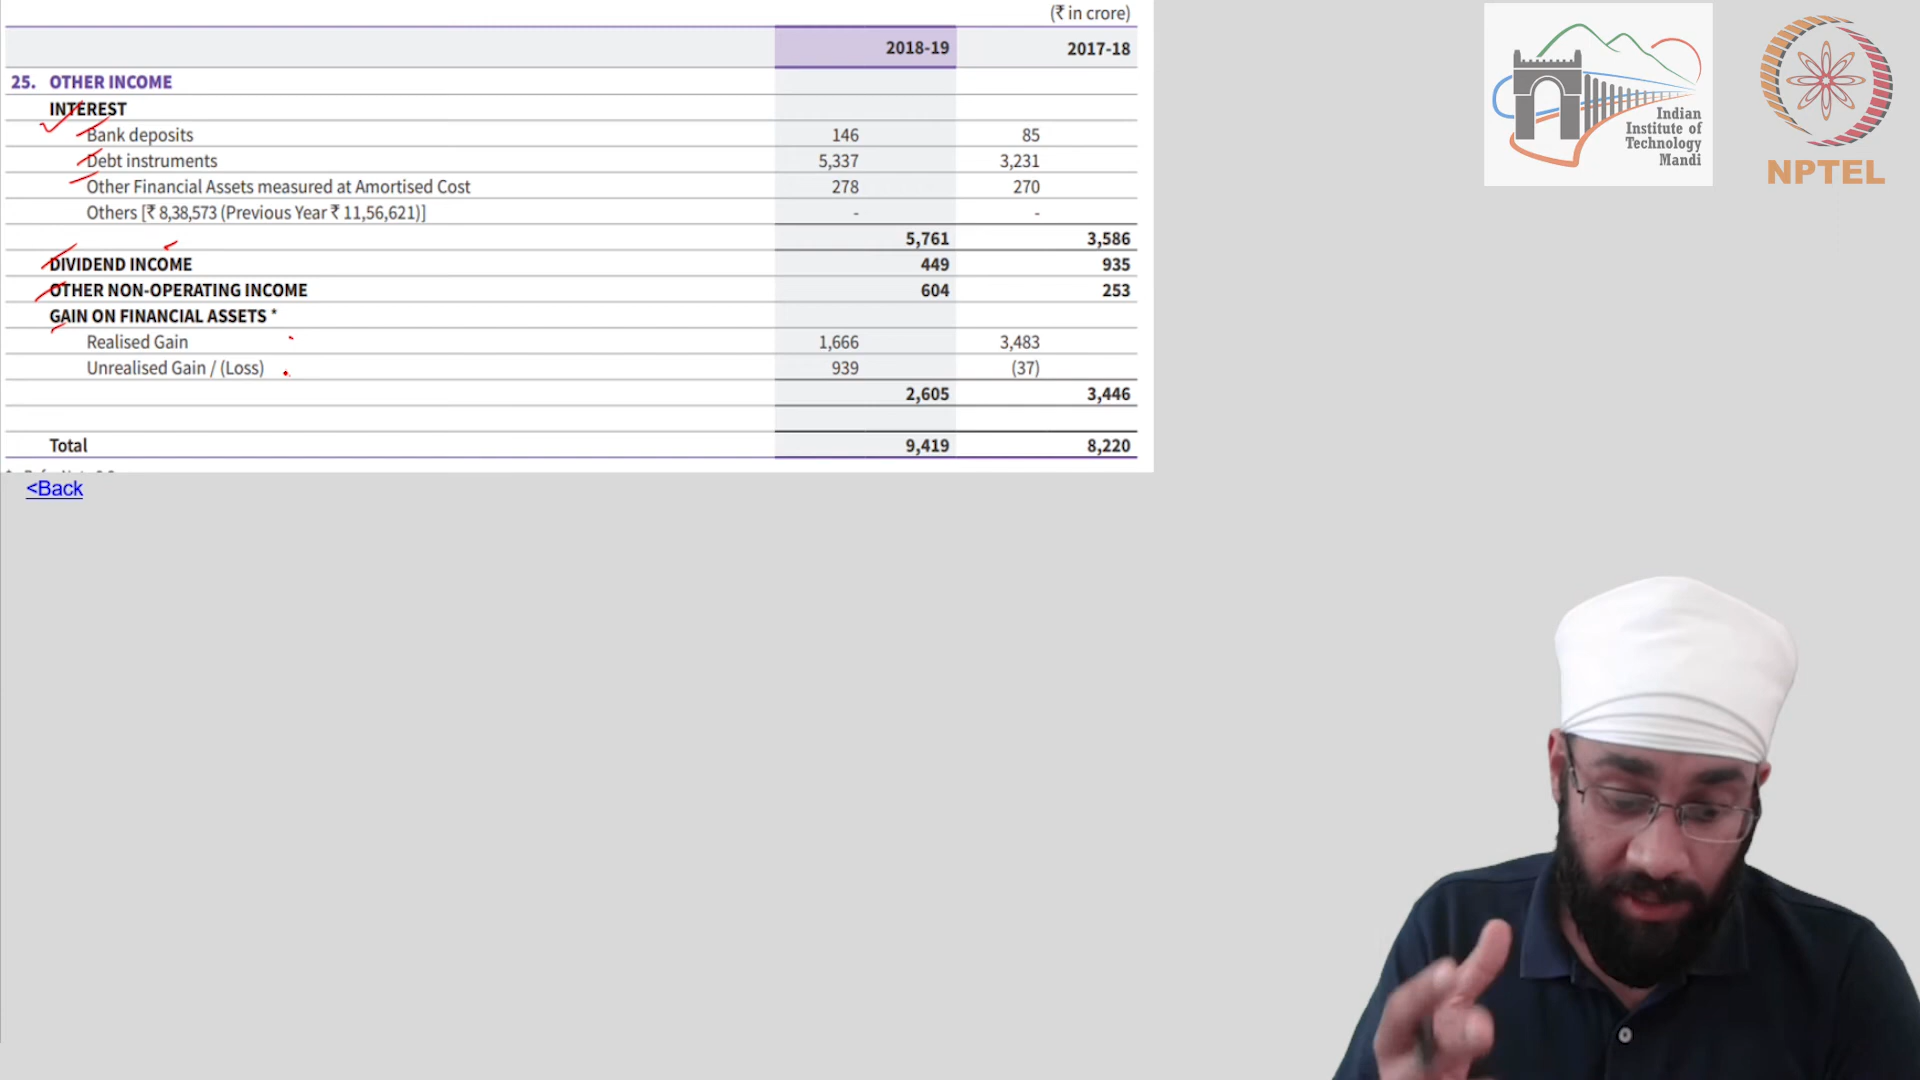 (₹ in crore)
2018-19 2017-18
25. OTHER INCOME
INTEREST
Bank deposits 146 85
Debt instruments 5,337 3,231
Other Financial Assets measured at Amortised Cost 278 270
Others [₹ 8,38,573 (Previous Year ₹ 11,56,621)] - -
5,761 3,586
DIVIDEND INCOME 449 935
OTHER NON-OPERATING INCOME 604 253
GAIN ON FINANCIAL ASSETS *
Realised Gain 1,666 3,483
Unrealised Gain / (Loss) 939 (37)
2,605 3,446
Total 9,419 8,220
<Back
Indian
Institute of
Technology
Mandi
NPTEL